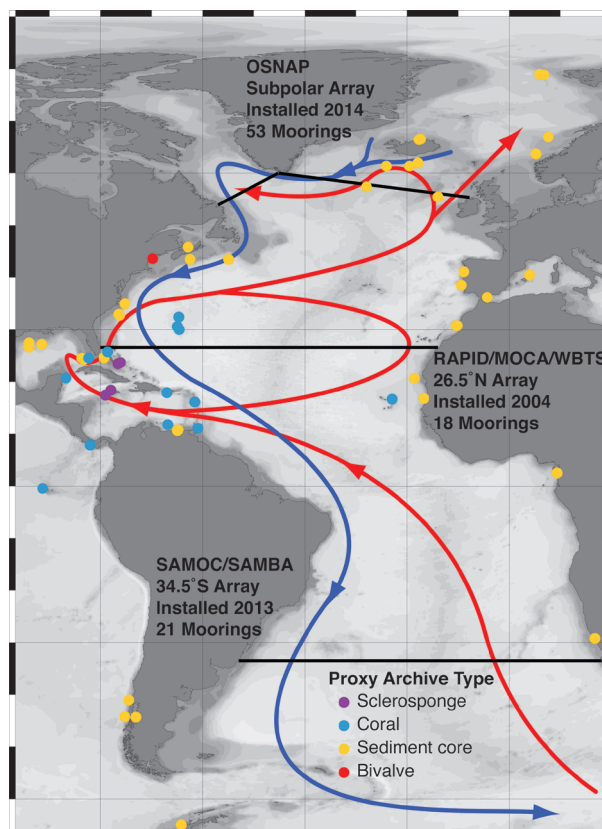 OSNAP
Subpolar Array
Installed 2014
53 Moorings
RAPID/MOCA/WBTS
26.5˚N Array
Installed 2004
18 Moorings
SAMOC/SAMBA
34.5˚S Array
Installed 2013
21 Moorings
Proxy Archive Type
Sclerosponge
Coral
Sediment core
Bivalve